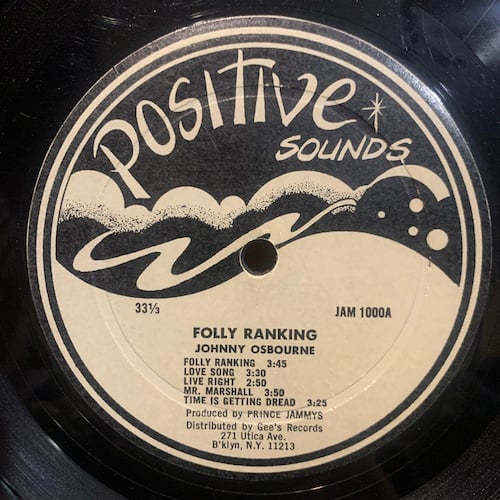 POSITIVE
SOUNDS
33⅓
JAM 1000A
FOLLY RANKING
JOHNNY OSBOURNE
FOLLY RANKING 3:45
LOVE SONG 3:30
LIVE RIGHT 2:50
MR. MARSHALL 3:50
TIME IS GETTING DREAD 3:25
Produced by PRINCE JAMMYS
Distributed by Gee's Records
271 Utica Ave.
B'klyn, N.Y. 11213